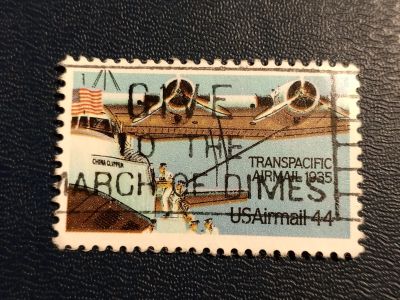 GIVE
TO THE
MARCH OF DIMES
CHINA CLIPPER
TRANSPACIFIC
AIRMAIL 1935
USAirmail 44